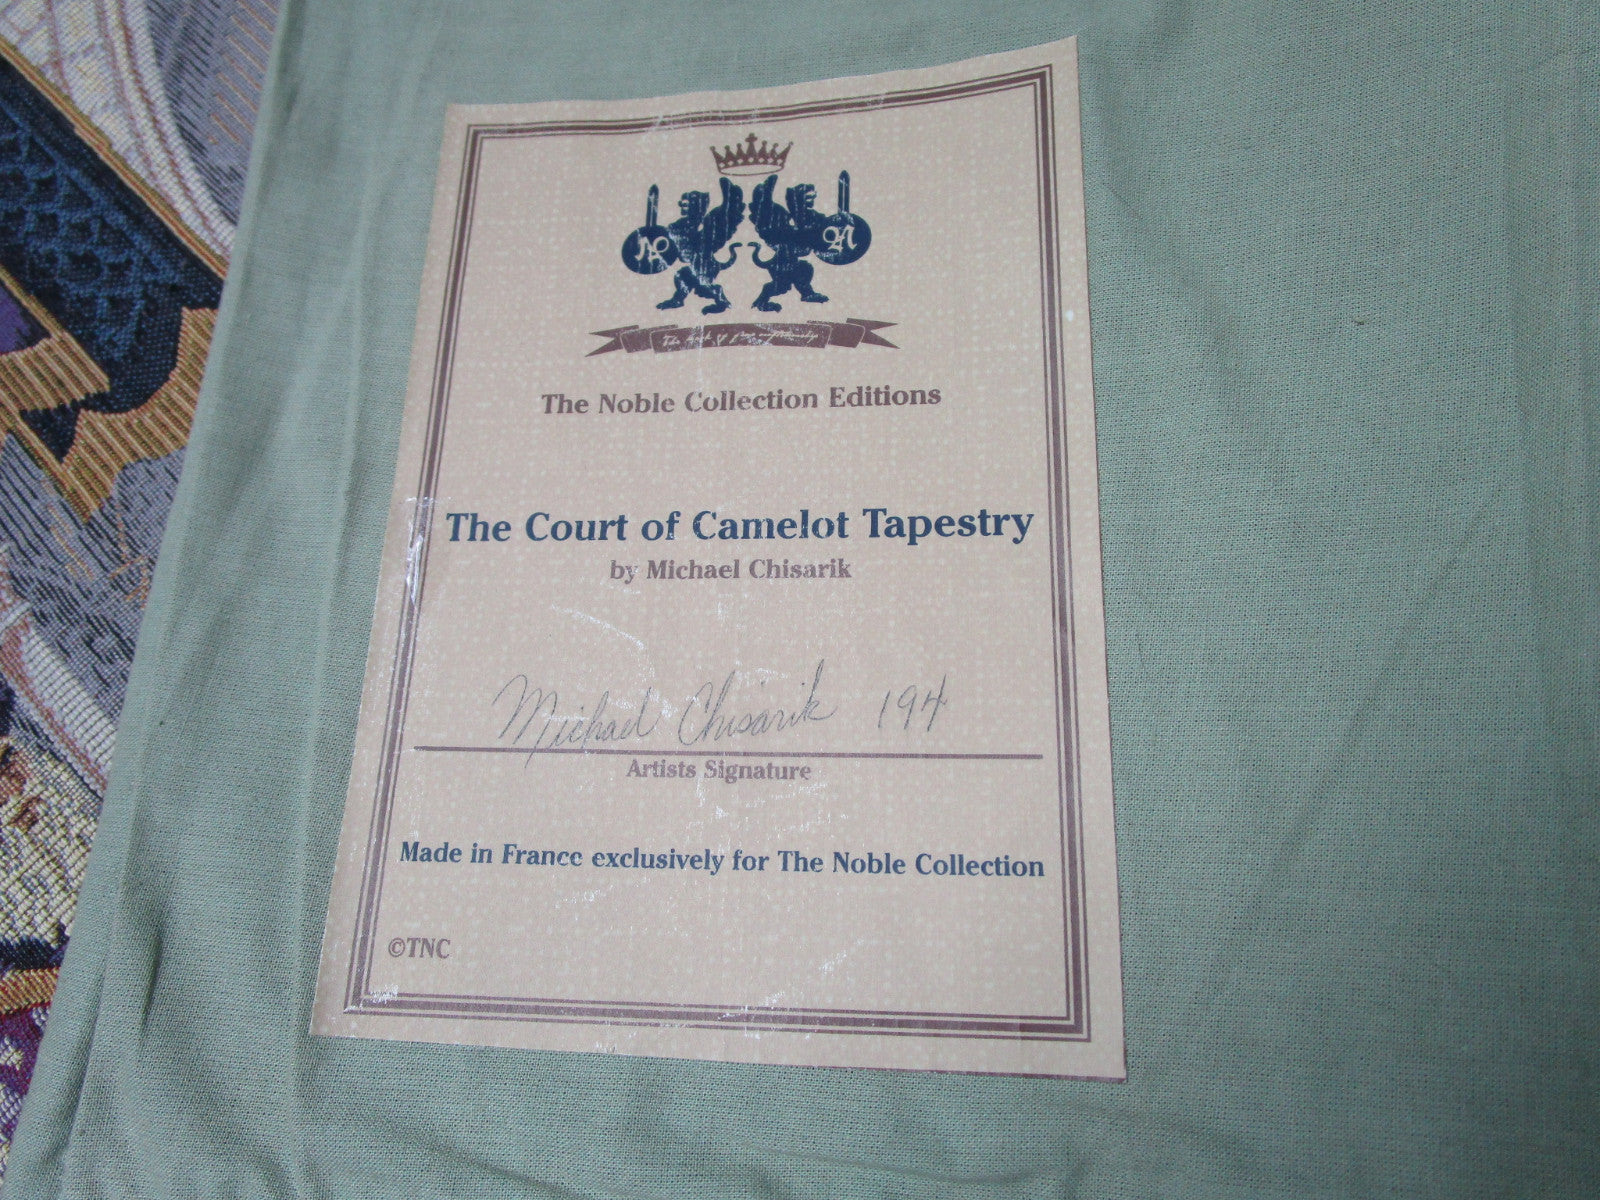 The Noble Collection Editions
The Court of Camelot Tapestry
by Michael Chisarik
Michael Chisarik 194
Artists Signature
Made in France exclusively for The Noble Collection
©TNC